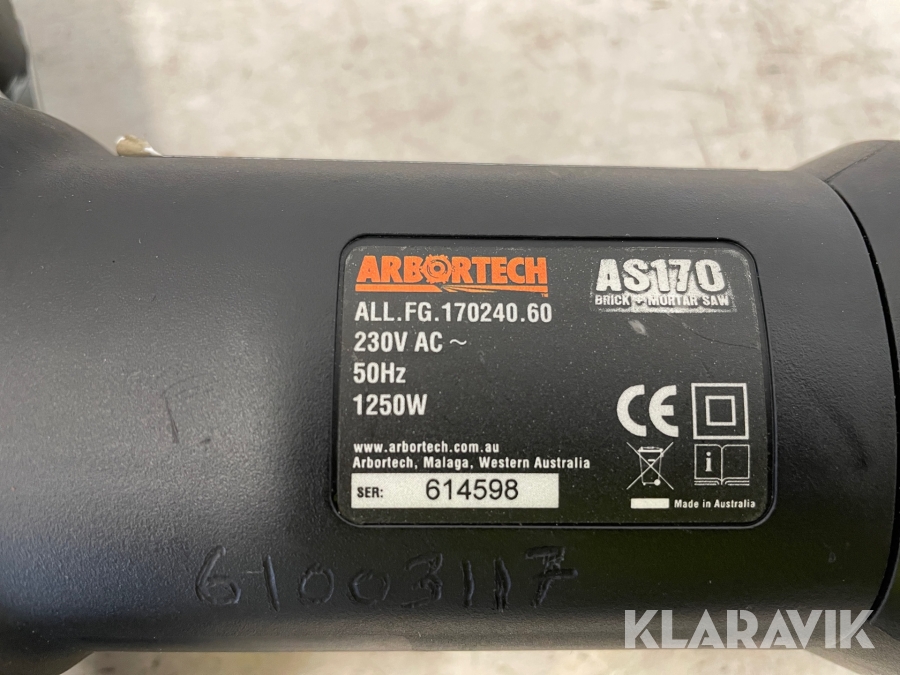 ARBORTECH
AS170
BRICK + MORTAR SAW
ALL.FG.170240.60
230V AC ~
50Hz
1250W
CE
www.arbortech.com.au
Arbortech, Malaga, Western Australia
SER: 614598
Made in Australia
61003117
KLARAVIK